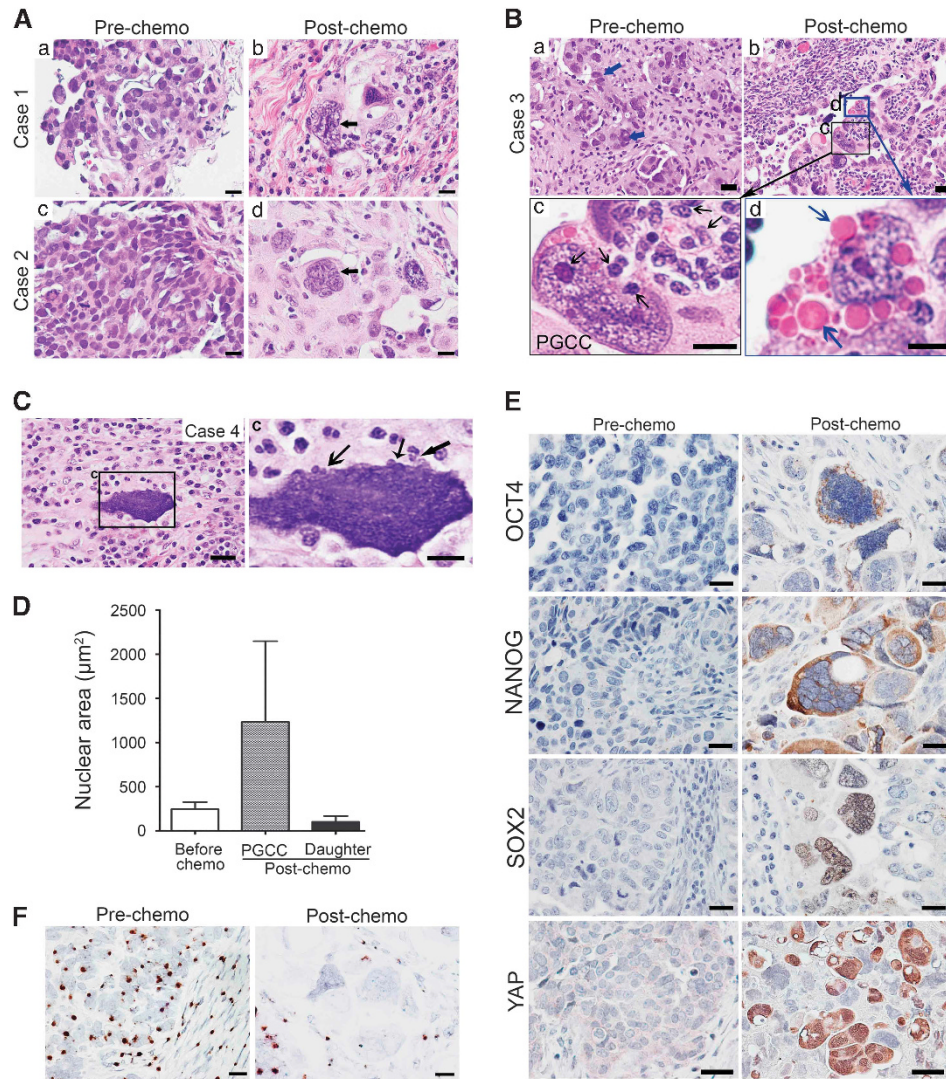 A
Pre-chemo
Post-chemo
Case 1
a
b
Case 2
c
d
B
Pre-chemo
Post-chemo
Case 3
a
b
d
c
c
PGCC
d
C
Case 4
c
c
D
Nuclear area (µm²)
2500
2000
1500
1000
500
0
Before chemo
PGCC
Daughter
Post-chemo
E
Pre-chemo
Post-chemo
OCT4
NANOG
SOX2
YAP
F
Pre-chemo
Post-chemo